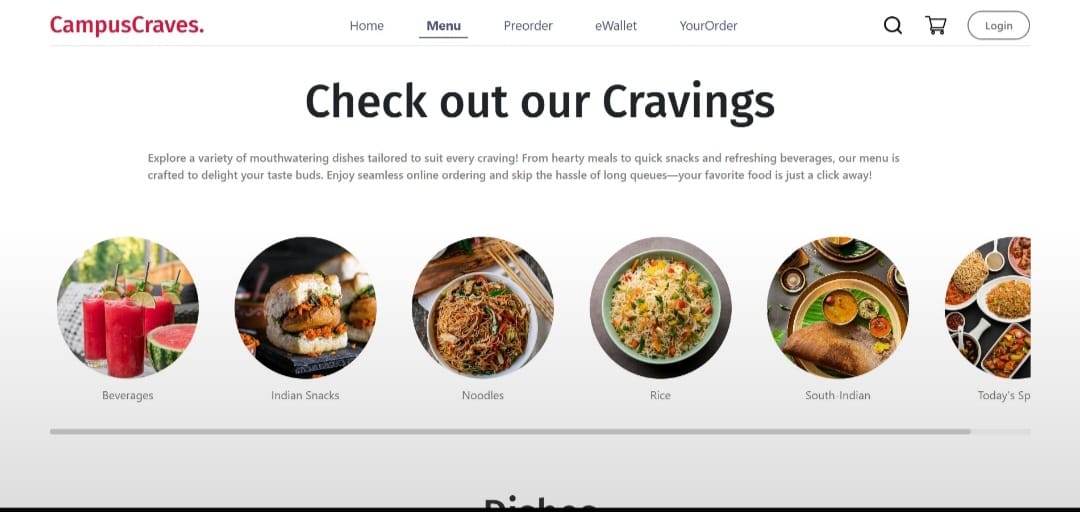 CampusCraves.
Home Menu Preorder eWallet YourOrder Login
Check out our Cravings
Explore a variety of mouthwatering dishes tailored to suit every craving! From hearty meals to quick snacks and refreshing beverages, our menu is
crafted to delight your taste buds. Enjoy seamless online ordering and skip the hassle of long queues—your favorite food is just a click away!
Beverages Indian Snacks Noodles Rice South-Indian Today's Sp
Dishes